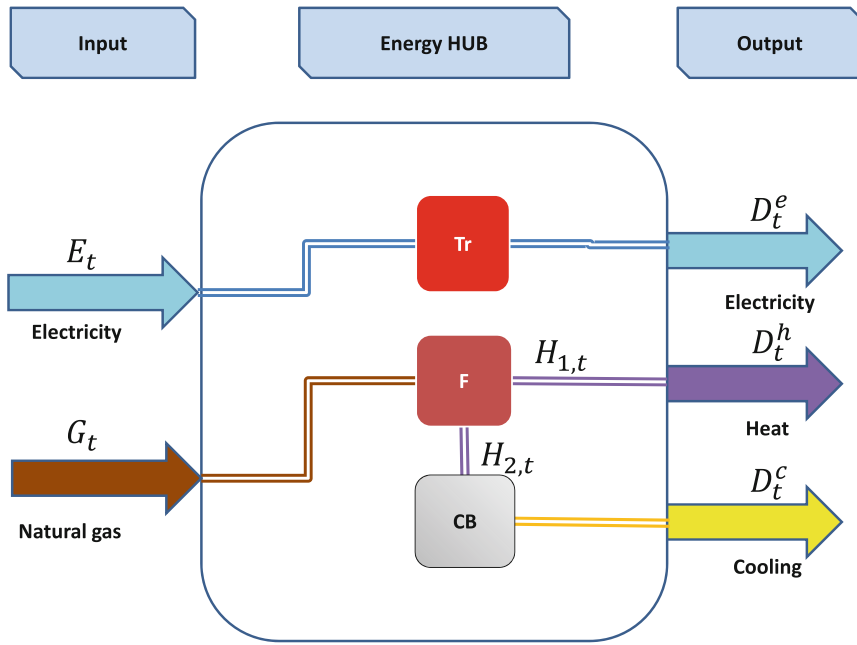 Input
Energy HUB
Output
E_t
Electricity
G_t
Natural gas
Tr
F
CB
H_{1,t}
H_{2,t}
D_t^e
Electricity
D_t^h
Heat
D_t^c
Cooling